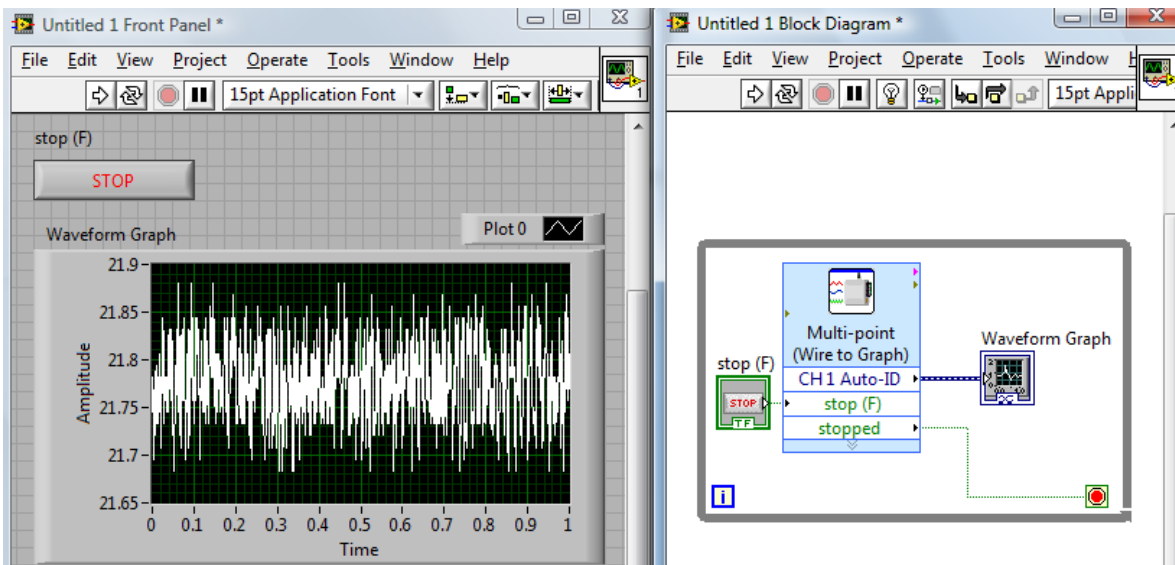 Untitled 1 Front Panel *
File Edit View Project Operate Tools Window Help
15pt Application Font
1
stop (F)
STOP
Waveform Graph
Plot 0
21.9
21.85
21.8
21.75
21.7
21.65
Amplitude
0 0.1 0.2 0.3 0.4 0.5 0.6 0.7 0.8 0.9 1
Time
Untitled 1 Block Diagram *
File Edit View Project Operate Tools Window H
15pt Appli
Multi-point
(Wire to Graph)
CH 1 Auto-ID
stop (F)
stopped
stop (F)
STOP
TF
Waveform Graph
i